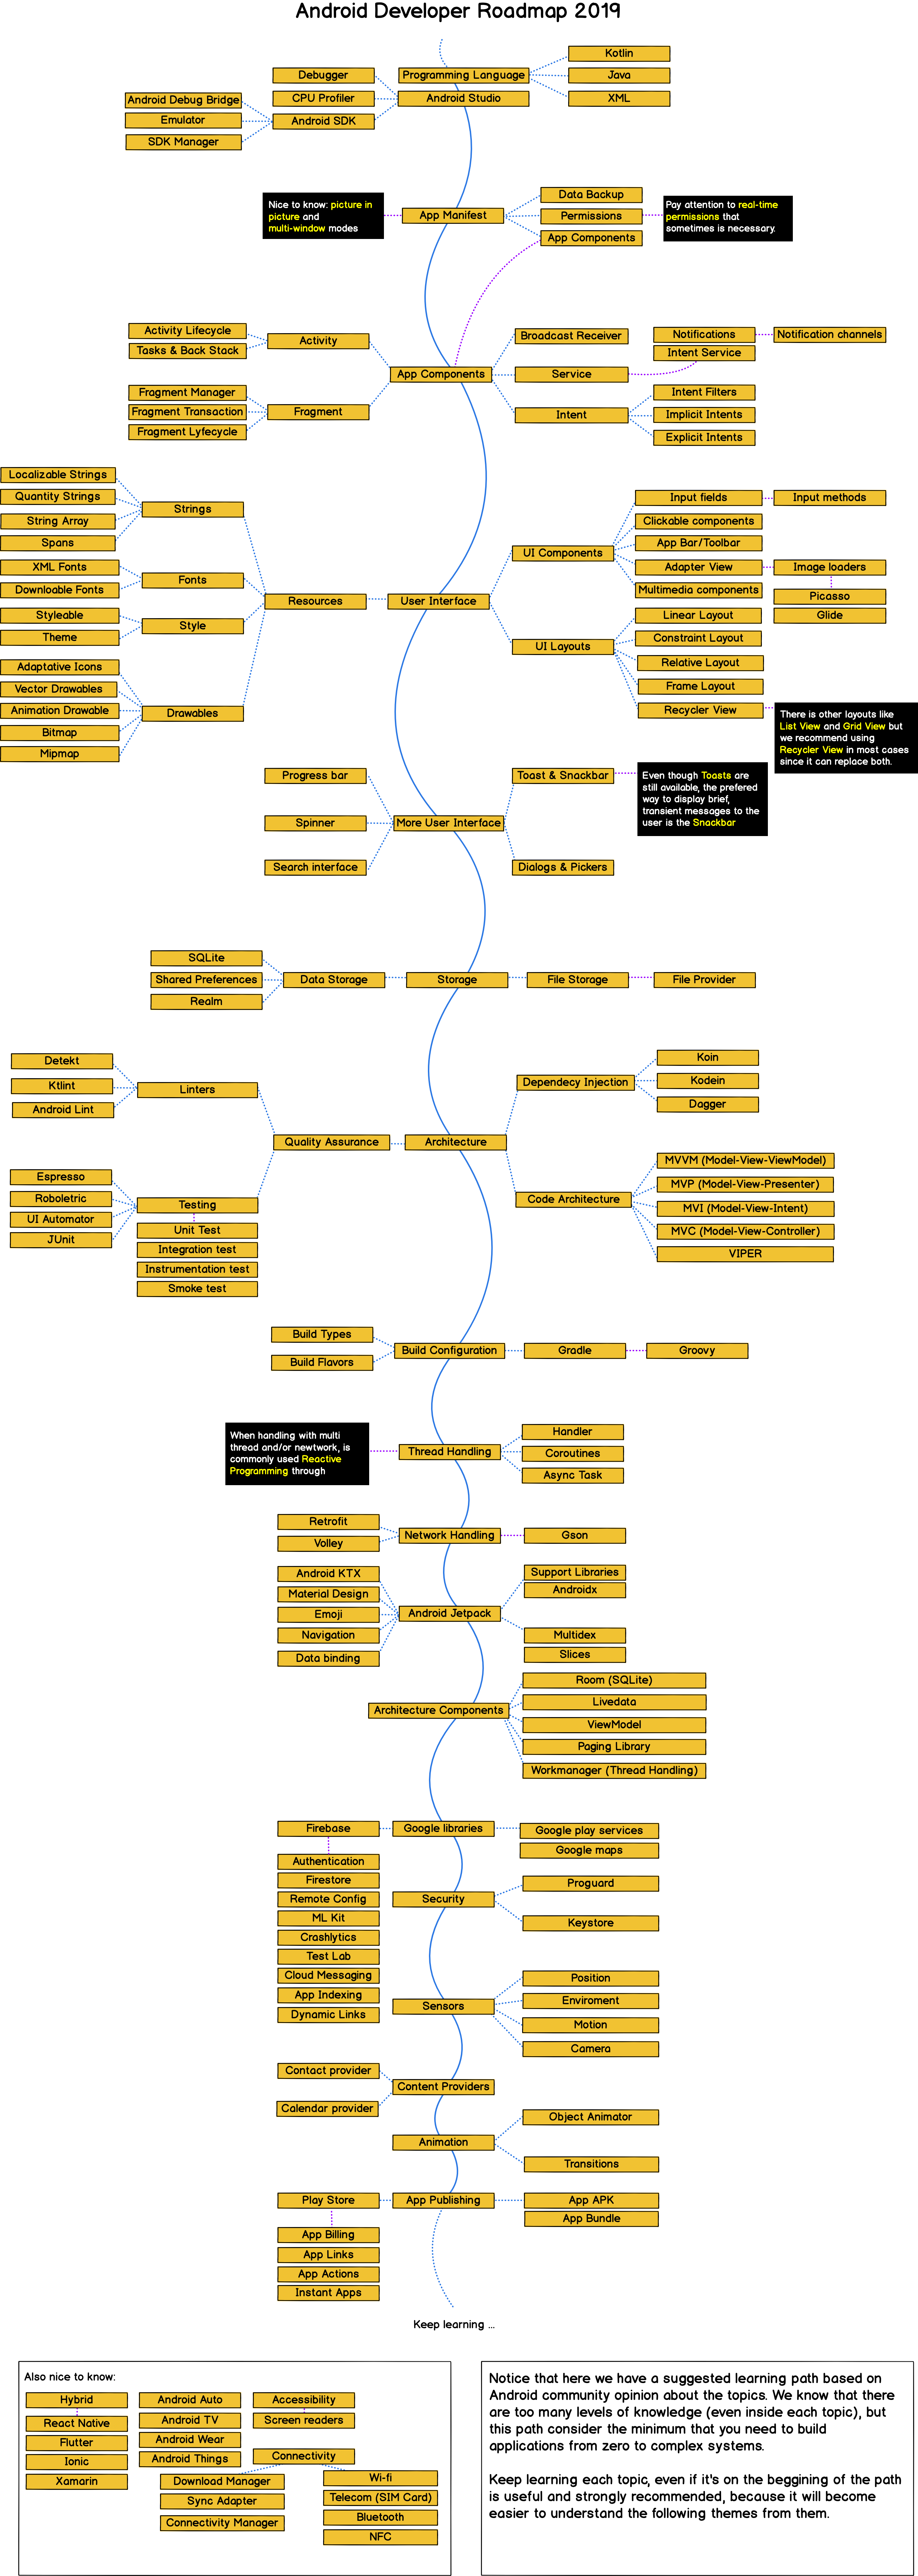 Android Developer Roadmap 2019
Programming Language
Kotlin
Java
XML
Android Studio
Debugger
CPU Profiler
Android SDK
Android Debug Bridge
Emulator
SDK Manager
App Manifest
Nice to know: picture in
picture and
multi-window modes
Data Backup
Permissions
App Components
Pay attention to real-time
permissions that
sometimes is necessary.
App Components
Activity
Activity Lifecycle
Tasks & Back Stack
Fragment
Fragment Manager
Fragment Transaction
Fragment Lyfecycle
Broadcast Receiver
Service
Notifications
Notification channels
Intent Service
Intent
Intent Filters
Implicit Intents
Explicit Intents
User Interface
Resources
Strings
Localizable Strings
Quantity Strings
String Array
Spans
Fonts
XML Fonts
Downloable Fonts
Style
Styleable
Theme
Drawables
Adaptative Icons
Vector Drawables
Animation Drawable
Bitmap
Mipmap
UI Components
Input fields
Input methods
Clickable components
App Bar/Toolbar
Adapter View
Image loaders
Picasso
Glide
Multimedia components
UI Layouts
Linear Layout
Constraint Layout
Relative Layout
Frame Layout
Recycler View
There is other layouts like
List View and Grid View but
we recommend using
Recycler View in most cases
since it can replace both.
More User Interface
Progress bar
Spinner
Search interface
Toast & Snackbar
Even though Toasts are
still available, the prefered
way to display brief,
transient messages to the
user is the Snackbar
Dialogs & Pickers
Storage
Data Storage
SQLite
Shared Preferences
Realm
File Storage
File Provider
Architecture
Quality Assurance
Linters
Detekt
Ktlint
Android Lint
Testing
Espresso
Roboletric
UI Automator
JUnit
Unit Test
Integration test
Instrumentation test
Smoke test
Dependecy Injection
Koin
Kodein
Dagger
Code Architecture
MVVM (Model-View-ViewModel)
MVP (Model-View-Presenter)
MVI (Model-View-Intent)
MVC (Model-View-Controller)
VIPER
Build Configuration
Build Types
Build Flavors
Gradle
Groovy
Thread Handling
When handling with multi
thread and/or newtwork, is
commonly used Reactive
Programming through
Handler
Coroutines
Async Task
Network Handling
Retrofit
Volley
Gson
Android Jetpack
Android KTX
Material Design
Emoji
Navigation
Data binding
Support Libraries
Androidx
Multidex
Slices
Architecture Components
Room (SQLite)
Livedata
ViewModel
Paging Library
Workmanager (Thread Handling)
Google libraries
Firebase
Authentication
Firestore
Remote Config
ML Kit
Crashlytics
Test Lab
Cloud Messaging
App Indexing
Dynamic Links
Google play services
Google maps
Security
Proguard
Keystore
Sensors
Position
Enviroment
Motion
Camera
Content Providers
Contact provider
Calendar provider
Animation
Object Animator
Transitions
App Publishing
Play Store
App Billing
App Links
App Actions
Instant Apps
App APK
App Bundle
Keep learning ...
Also nice to know:
Hybrid
React Native
Flutter
Ionic
Xamarin
Android Auto
Android TV
Android Wear
Android Things
Accessibility
Screen readers
Connectivity
Download Manager
Sync Adapter
Connectivity Manager
Wi-fi
Telecom (SIM Card)
Bluetooth
NFC
Notice that here we have a suggested learning path based on
Android community opinion about the topics. We know that there
are too many levels of knowledge (even inside each topic), but
this path consider the minimum that you need to build
applications from zero to complex systems.
Keep learning each topic, even if it's on the beggining of the path
is useful and strongly recommended, because it will become
easier to understand the following themes from them.